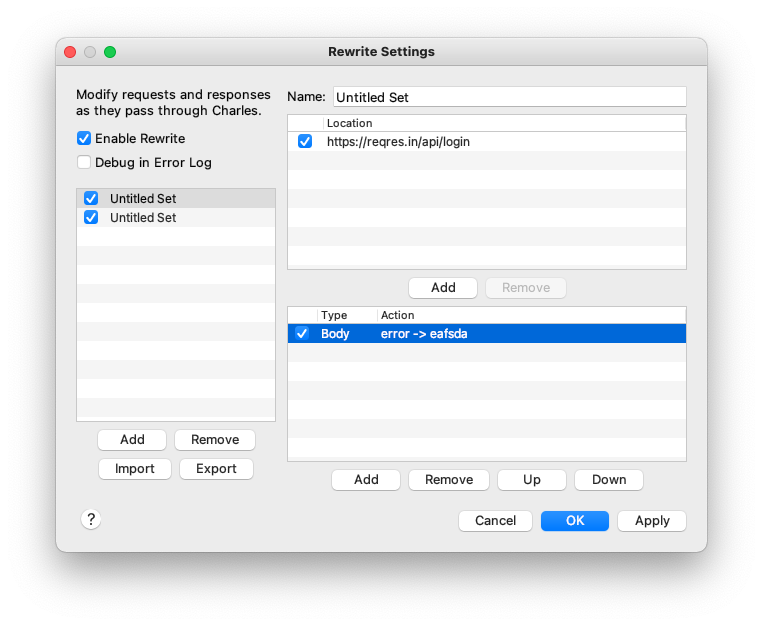 Rewrite Settings
Modify requests and responses
as they pass through Charles.
Enable Rewrite
Debug in Error Log
Untitled Set
Untitled Set
Add Remove
Import Export
?
Name: Untitled Set
Location
https://reqres.in/api/login
Add Remove
Type Action
Body error -> eafsda
Add Remove Up Down
Cancel OK Apply